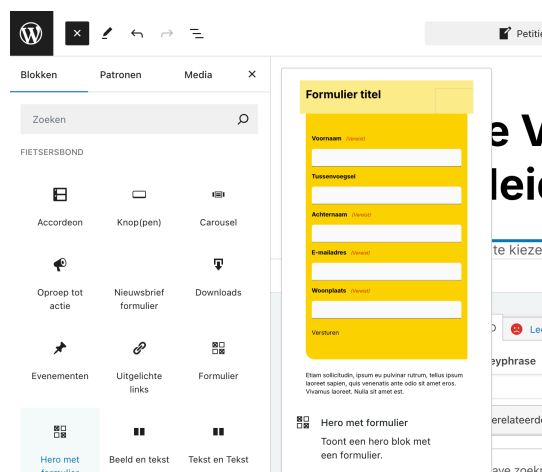 Petitie
Blokken
Patronen
Media
Zoeken
FIETSERSBOND
Accordeon
Knop(pen)
Carousel
Oproep tot
actie
Nieuwsbrief
formulier
Downloads
Evenementen
Uitgelichte
links
Formulier
Hero met
formulier
Beeld en tekst
Tekst en Tekst
Formulier titel
Voornaam (Vereist)
Tussenvoegsel
Achternaam (Vereist)
E-mailadres (Vereist)
Woonplaats (Vereist)
Versturen
Etiam sollicitudin, ipsum eu pulvinar rutrum, tellus ipsum
laoreet sapien, quis venenatis ante odio sit amet eros.
Vivamus laoreet. Nulla sit amet est.
Hero met formulier
Toont een hero blok met
een formulier.
e V
leid
te kieze
Lee
eyphrase
erelateerde
ave zoek